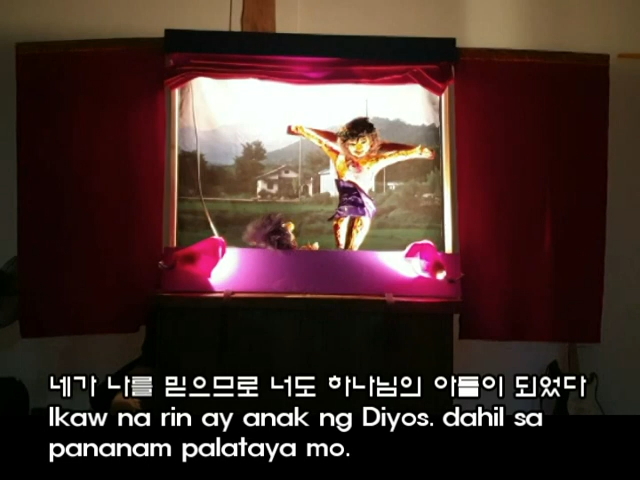 네가 나를 믿으므로 너도 하나님의 아들이 되었다
Ikaw na rin ay anak ng Diyos. dahil sa
pananam palataya mo.